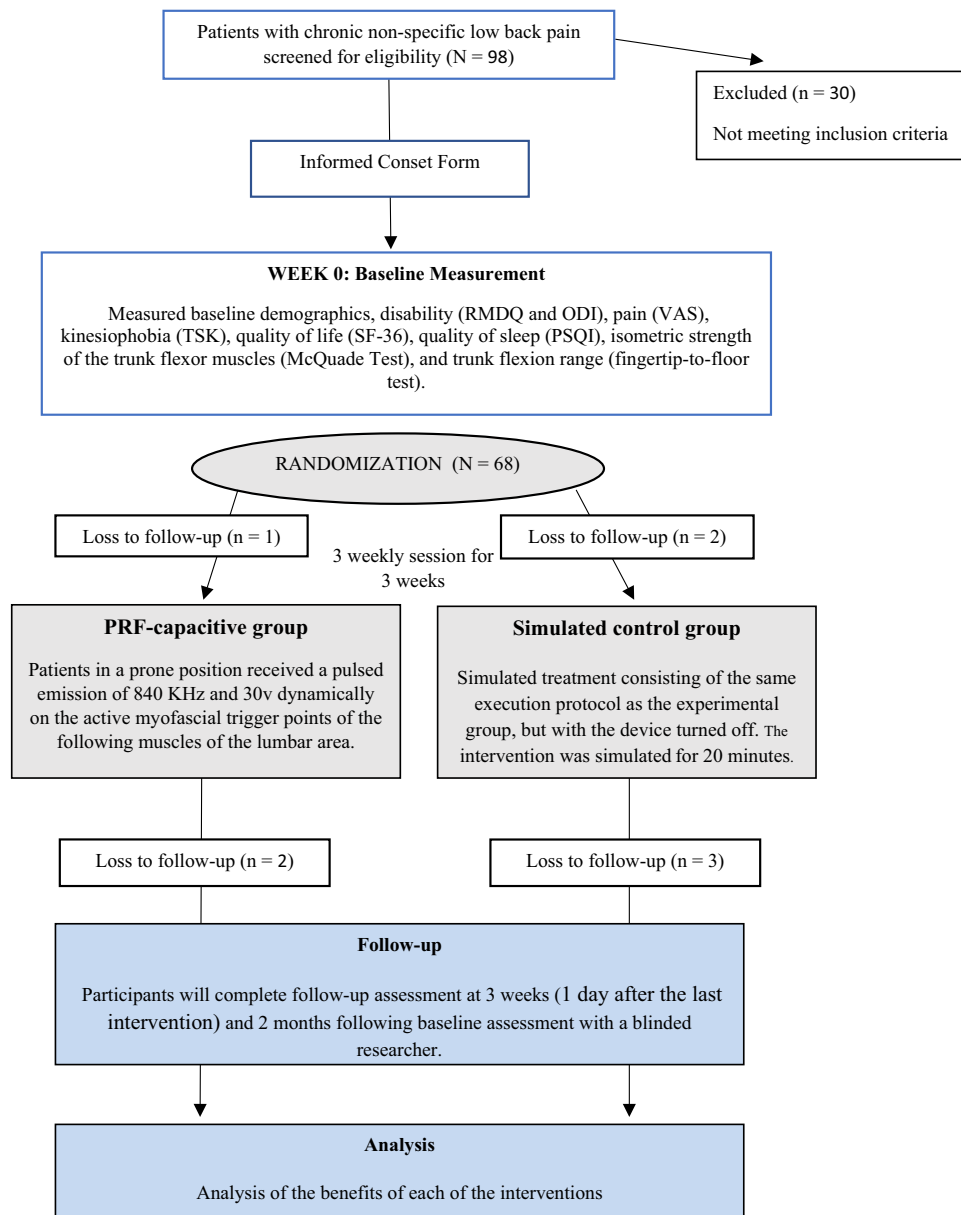 Patients with chronic non-specific low back pain
screened for eligibility (N = 98)
Excluded (n = 30)
Not meeting inclusion criteria
Informed Conset Form
WEEK 0: Baseline Measurement
Measured baseline demographics, disability (RMDQ and ODI), pain (VAS),
kinesiophobia (TSK), quality of life (SF-36), quality of sleep (PSQI), isometric strength
of the trunk flexor muscles (McQuade Test), and trunk flexion range (fingertip-to-floor
test).
RANDOMIZATION (N = 68)
Loss to follow-up (n = 1)
Loss to follow-up (n = 2)
3 weekly session for
3 weeks
PRF-capacitive group
Patients in a prone position received a pulsed
emission of 840 KHz and 30v dynamically
on the active myofascial trigger points of the
following muscles of the lumbar area.
Simulated control group
Simulated treatment consisting of the same
execution protocol as the experimental
group, but with the device turned off. The
intervention was simulated for 20 minutes.
Loss to follow-up (n = 2)
Loss to follow-up (n = 3)
Follow-up
Participants will complete follow-up assessment at 3 weeks (1 day after the last
intervention) and 2 months following baseline assessment with a blinded
researcher.
Analysis
Analysis of the benefits of each of the interventions